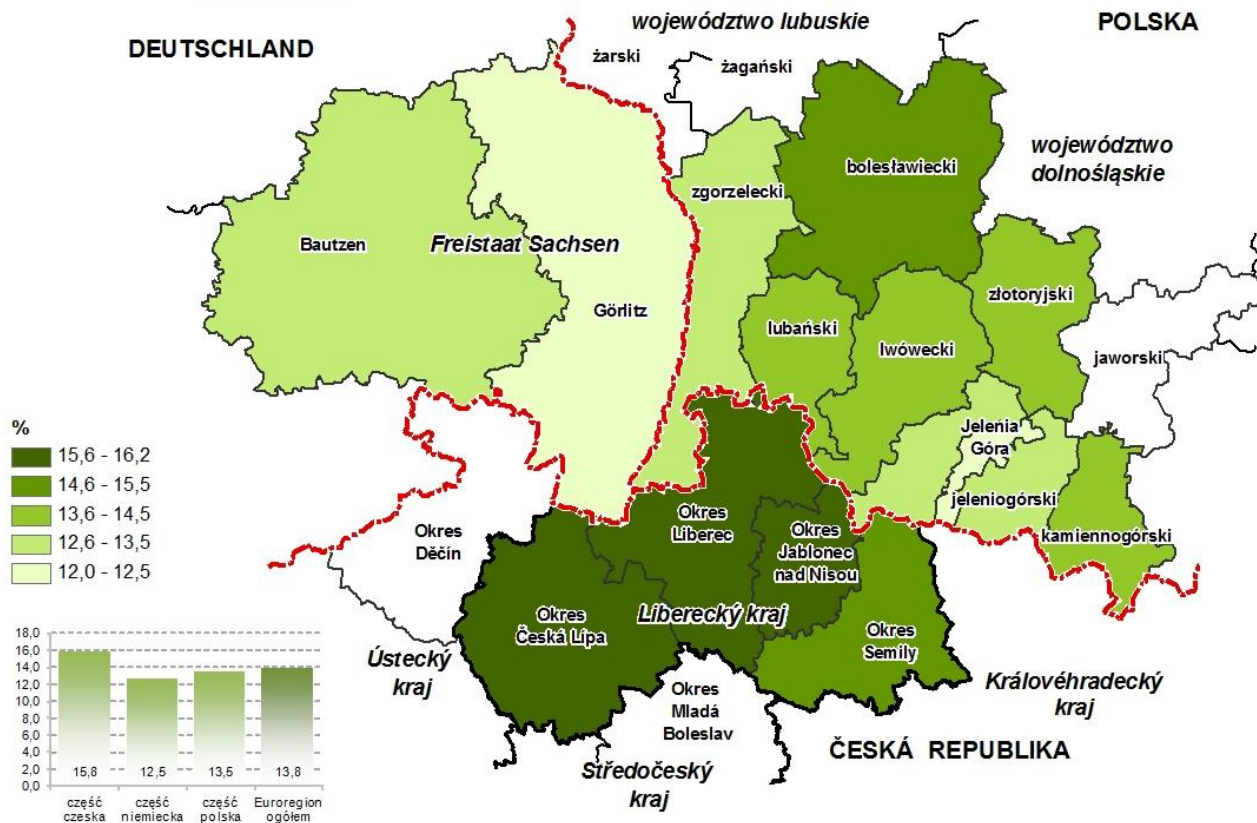 DEUTSCHLAND
województwo lubuskie
POLSKA
żarski
żagański
województwo
dolnośląskie
bolesławiecki
zgorzelecki
Bautzen
Freistaat Sachsen
Görlitz
złotoryjski
lubański
lwówecki
jaworski
Jelenia
Góra
jeleniogórski
kamiennogórski
%
15,6 - 16,2
14,6 - 15,5
13,6 - 14,5
12,6 - 13,5
12,0 - 12,5
Okres
Děčín
Okres
Liberec
Okres
Jablonec
nad Nisou
Okres
Česká Lípa
Liberecký kraj
Okres
Semily
Ústecký
kraj
Okres
Mladá
Boleslav
Královéhradecký
kraj
Středočeský
kraj
ČESKÁ REPUBLIKA
18,0
16,0
14,0
12,0
10,0
8,0
6,0
4,0
2,0
0,0
15,8
12,5
13,5
13,8
część
czeska
część
niemiecka
część
polska
Euroregion
ogółem